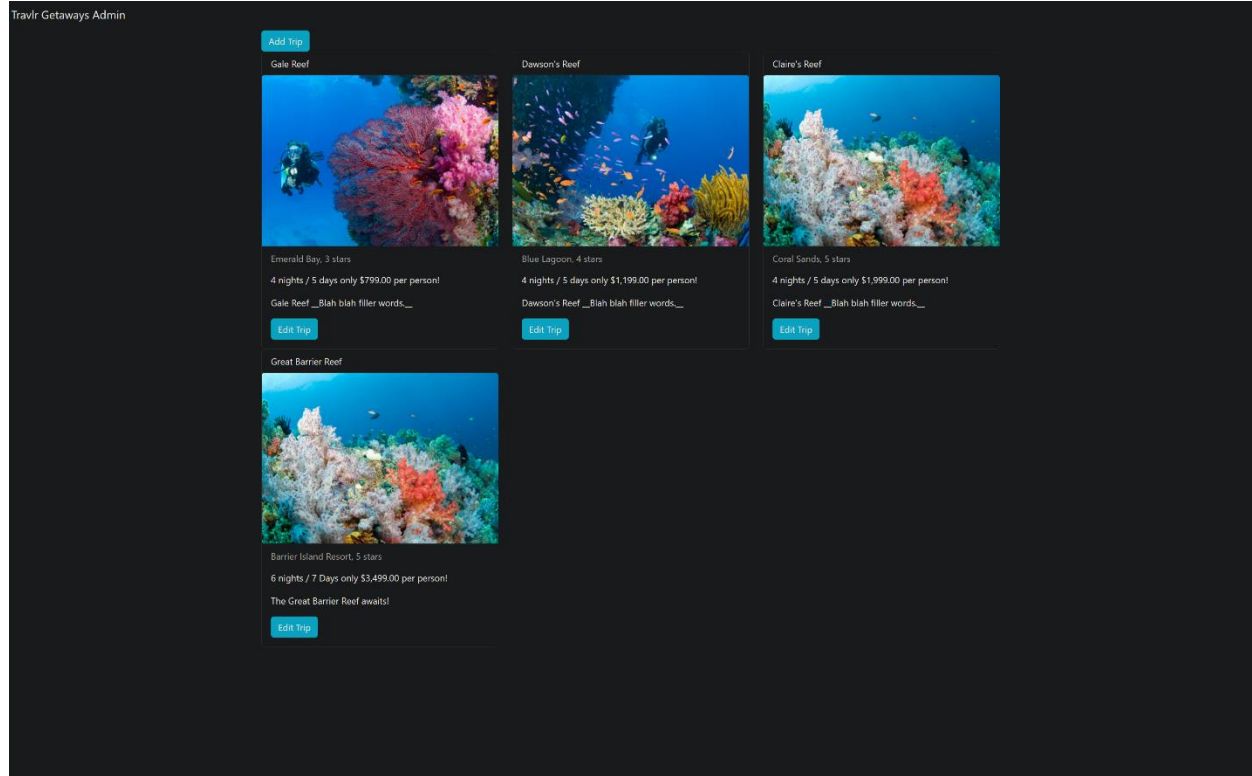 Travlr Getaways Admin
Add Trip
Gale Reef
Emerald Bay, 3 stars
4 nights / 5 days only $799.00 per person!
Gale Reef __Blah blah filler words.__
Edit Trip
Dawson's Reef
Blue Lagoon, 4 stars
4 nights / 5 days only $1,199.00 per person!
Dawson's Reef __Blah blah filler words.__
Edit Trip
Claire's Reef
Coral Sands, 5 stars
4 nights / 5 days only $1,999.00 per person!
Claire's Reef __Blah blah filler words.__
Edit Trip
Great Barrier Reef
Barrier Island Resort, 5 stars
6 nights / 7 Days only $3,499.00 per person!
The Great Barrier Reef awaits!
Edit Trip